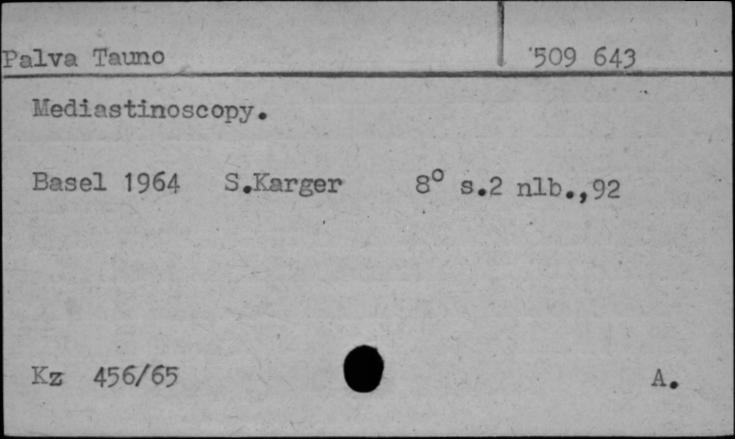 Palva Tauno 509 643
Mediastinoscopy.
Basel 1964 S.Karger 8° s.2 nlb.,92
Kz 456/65 A.